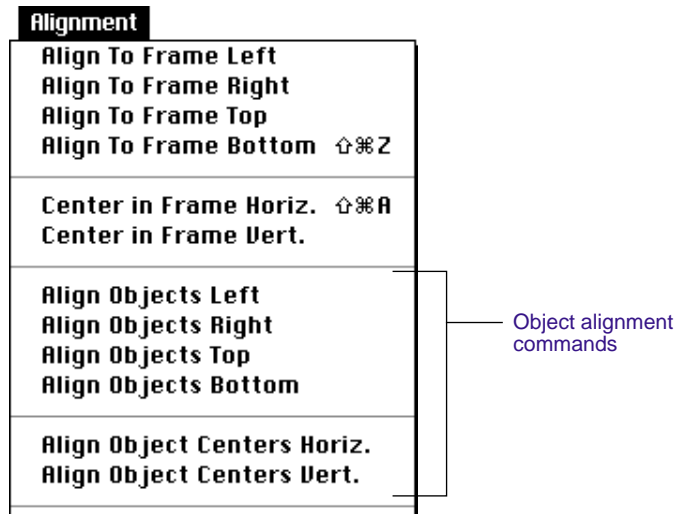 Alignment
Align To Frame Left
Align To Frame Right
Align To Frame Top
Align To Frame Bottom ⇧⌘Z
Center in Frame Horiz. ⇧⌘A
Center in Frame Vert.
Align Objects Left
Align Objects Right
Align Objects Top
Align Objects Bottom
Align Object Centers Horiz.
Align Object Centers Vert.
Object alignment
commands